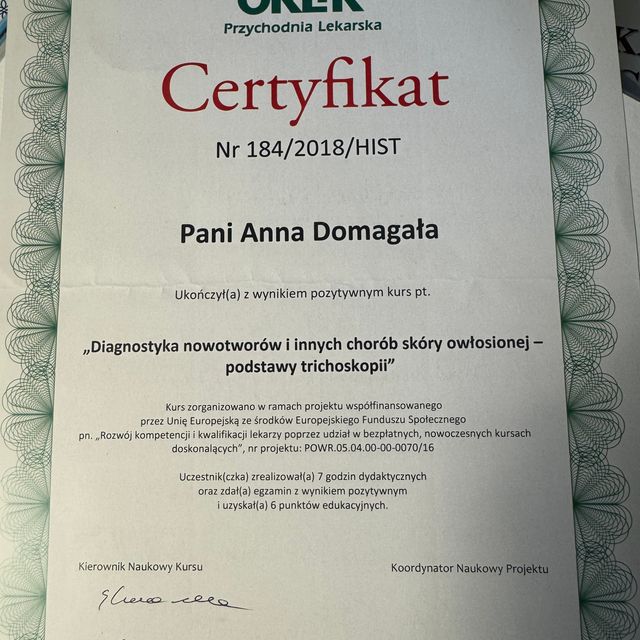 Przychodnia Lekarska
Certyfikat
Nr 184/2018/HIST
Pani Anna Domagała
Ukończył(a) z wynikiem pozytywnym kurs pt.
„Diagnostyka nowotworów i innych chorób skóry owłosionej –
podstawy trichoskopii”
Kurs zorganizowano w ramach projektu współfinansowanego
przez Unię Europejską ze środków Europejskiego Funduszu Społecznego
pn. „Rozwój kompetencji i kwalifikacji lekarzy poprzez udział w bezpłatnych, nowoczesnych kursach
doskonalących”, nr projektu: POWR.05.04.00-00-0070/16
Uczestnik(czka) zrealizował(a) 7 godzin dydaktycznych
oraz zdał(a) egzamin z wynikiem pozytywnym
i uzyskał(a) 6 punktów edukacyjnych.
Kierownik Naukowy Kursu
Koordynator Naukowy Projektu